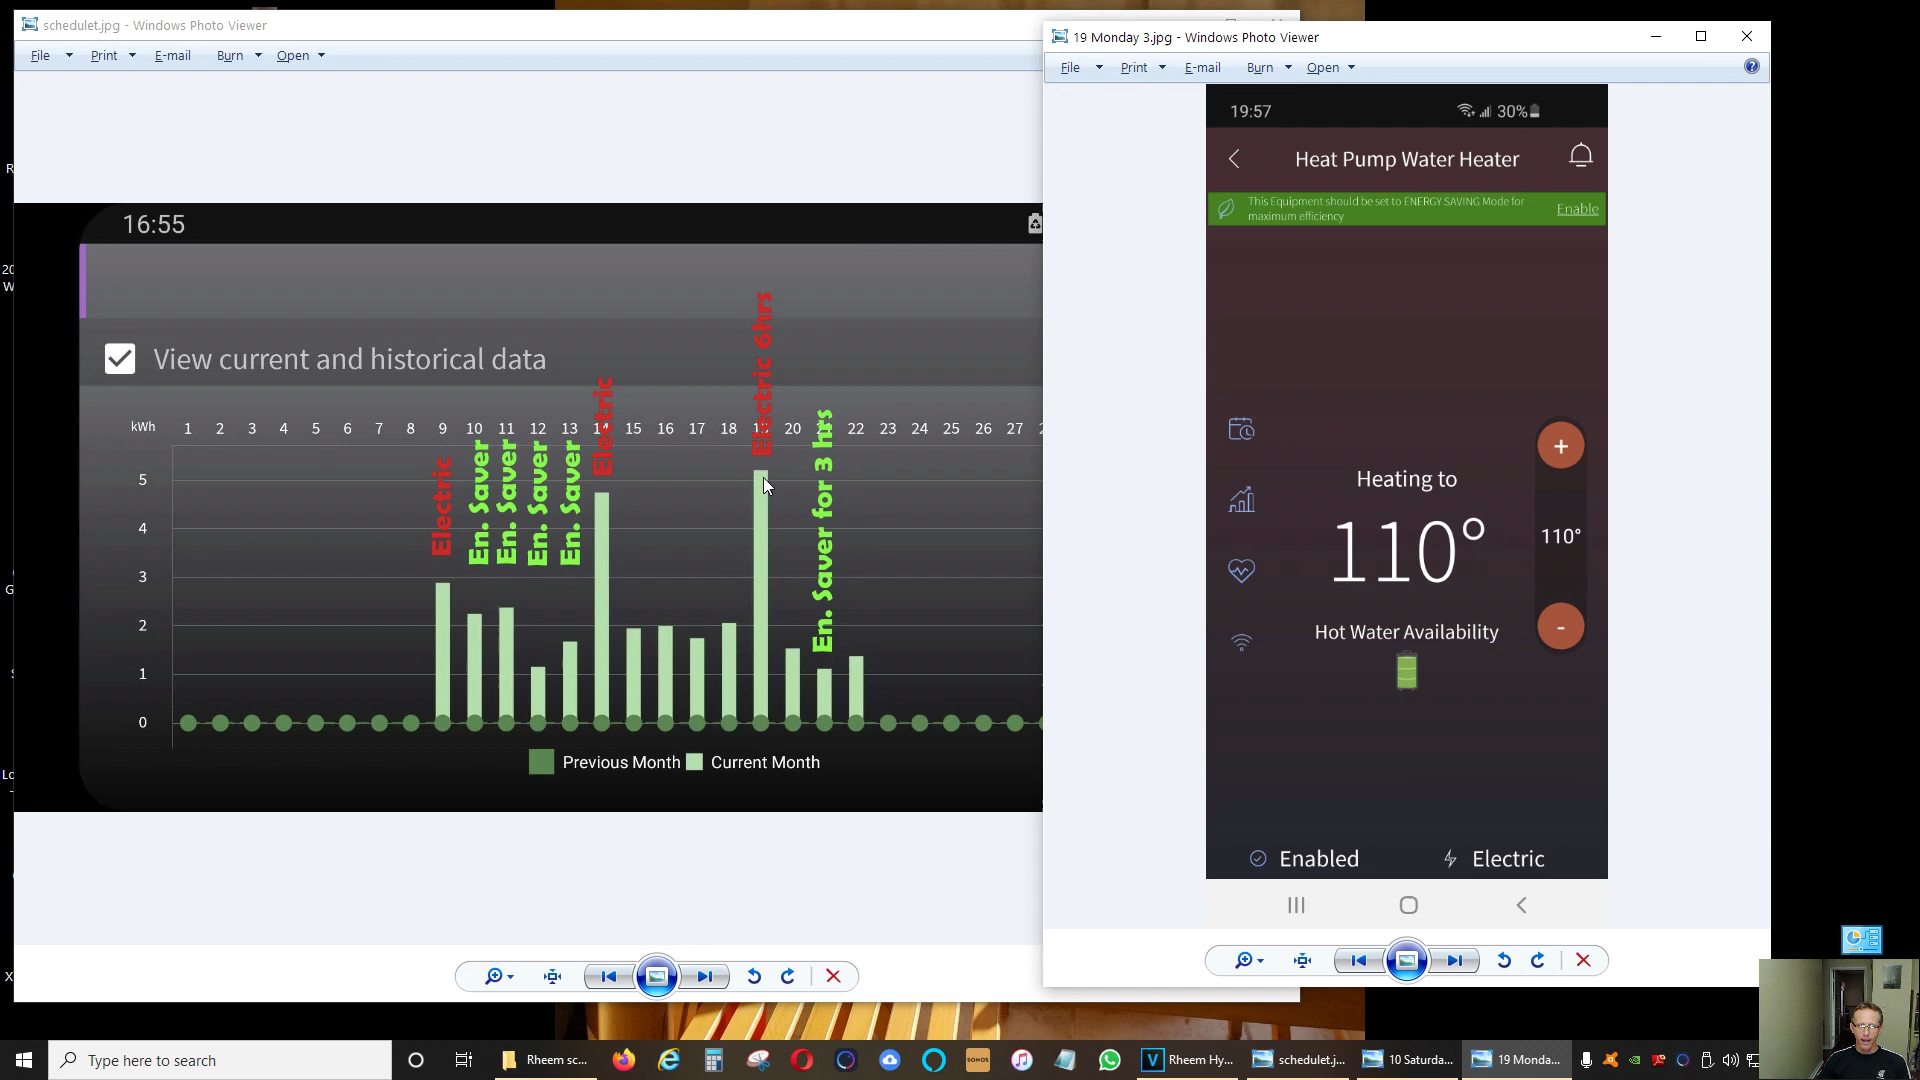 schedulet.jpg - Windows Photo Viewer
File Print E-mail Burn Open
16:55
View current and historical data
kWh 1 2 3 4 5 6 7 8 9 10 11 12 13 14 15 16 17 18 19 20 22 23 24 25 26 27
5
4
3
2
1
0
Electric
En. Saver
En. Saver
En. Saver
En. Saver
Electric
Electric 6hrs
En. Saver for 3 hrs
Previous Month Current Month
19 Monday 3.jpg - Windows Photo Viewer
File Print E-mail Burn Open
19:57 30%
Heat Pump Water Heater
This Equipment should be set to ENERGY SAVING Mode for
maximum efficiency
Enable
+
Heating to
110°
110°
Hot Water Availability
-
Enabled Electric
Type here to search
Rheem sc...
SONOS
Rheem Hy...
schedulet.j...
10 Saturda...
19 Monda...